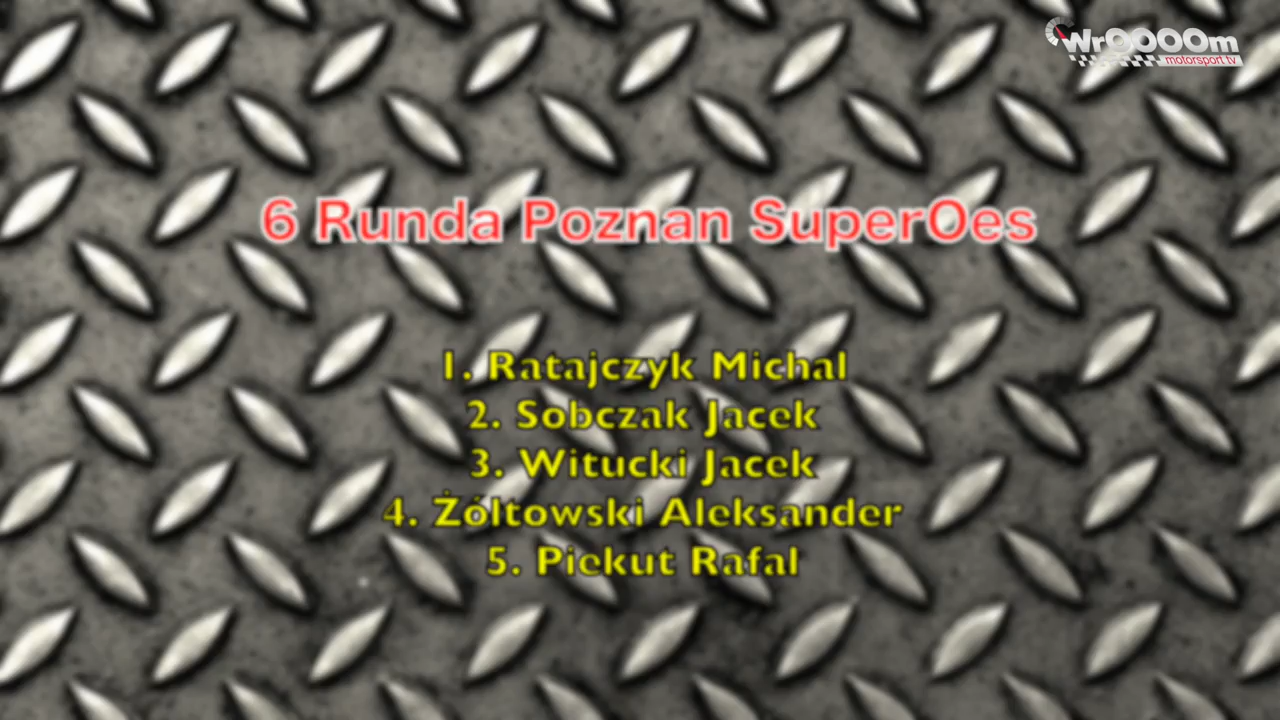 WrOOOOm
motorsport.tv
6 Runda Poznan SuperOes
1. Ratajczyk Michal
2. Sobczak Jacek
3. Witucki Jacek
4. Żółtowski Aleksander
5. Piekut Rafal